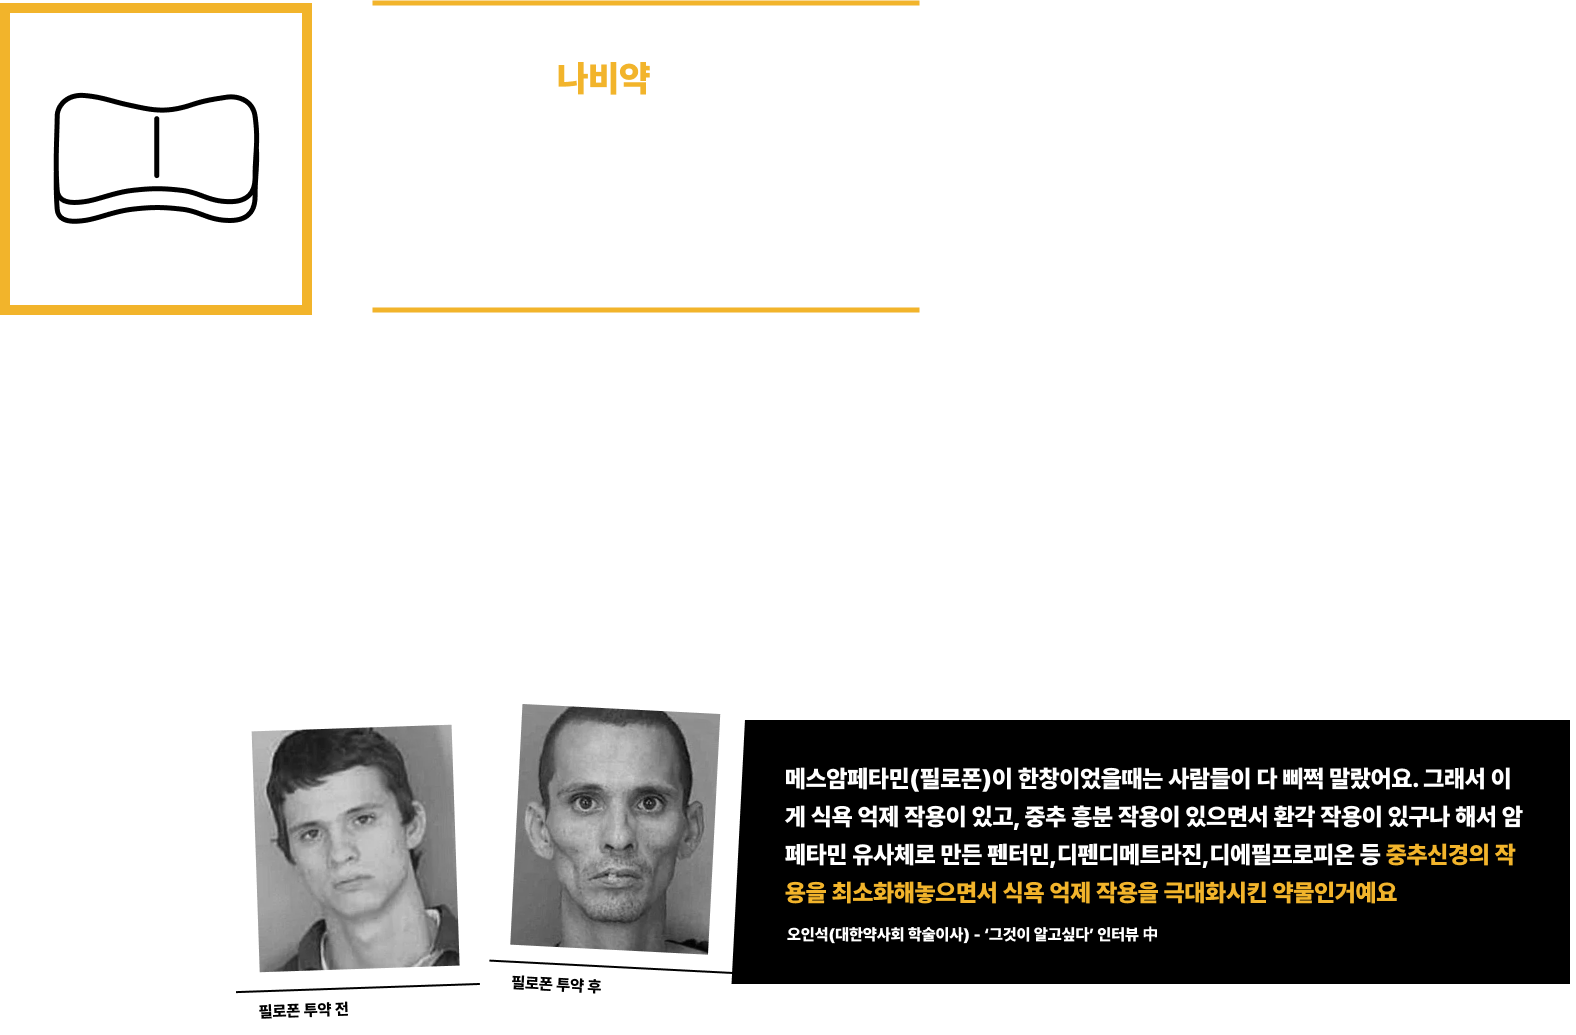 나비약
메스암페타민(필로폰)이 한창이었을때는 사람들이 다 삐쩍 말랐어요. 그래서 이
게 식욕 억제 작용이 있고, 중추 흥분 작용이 있으면서 환각 작용이 있구나 해서 암
페타민 유사체로 만든 펜터민,디펜디메트라진,디에필프로피온 등 중추신경의 작
용을 최소화해놓으면서 식욕 억제 작용을 극대화시킨 약물인거예요
오인석(대한약사회 학술이사) - ‘그것이 알고싶다’ 인터뷰 中
필로폰 투약 전
필로폰 투약 후